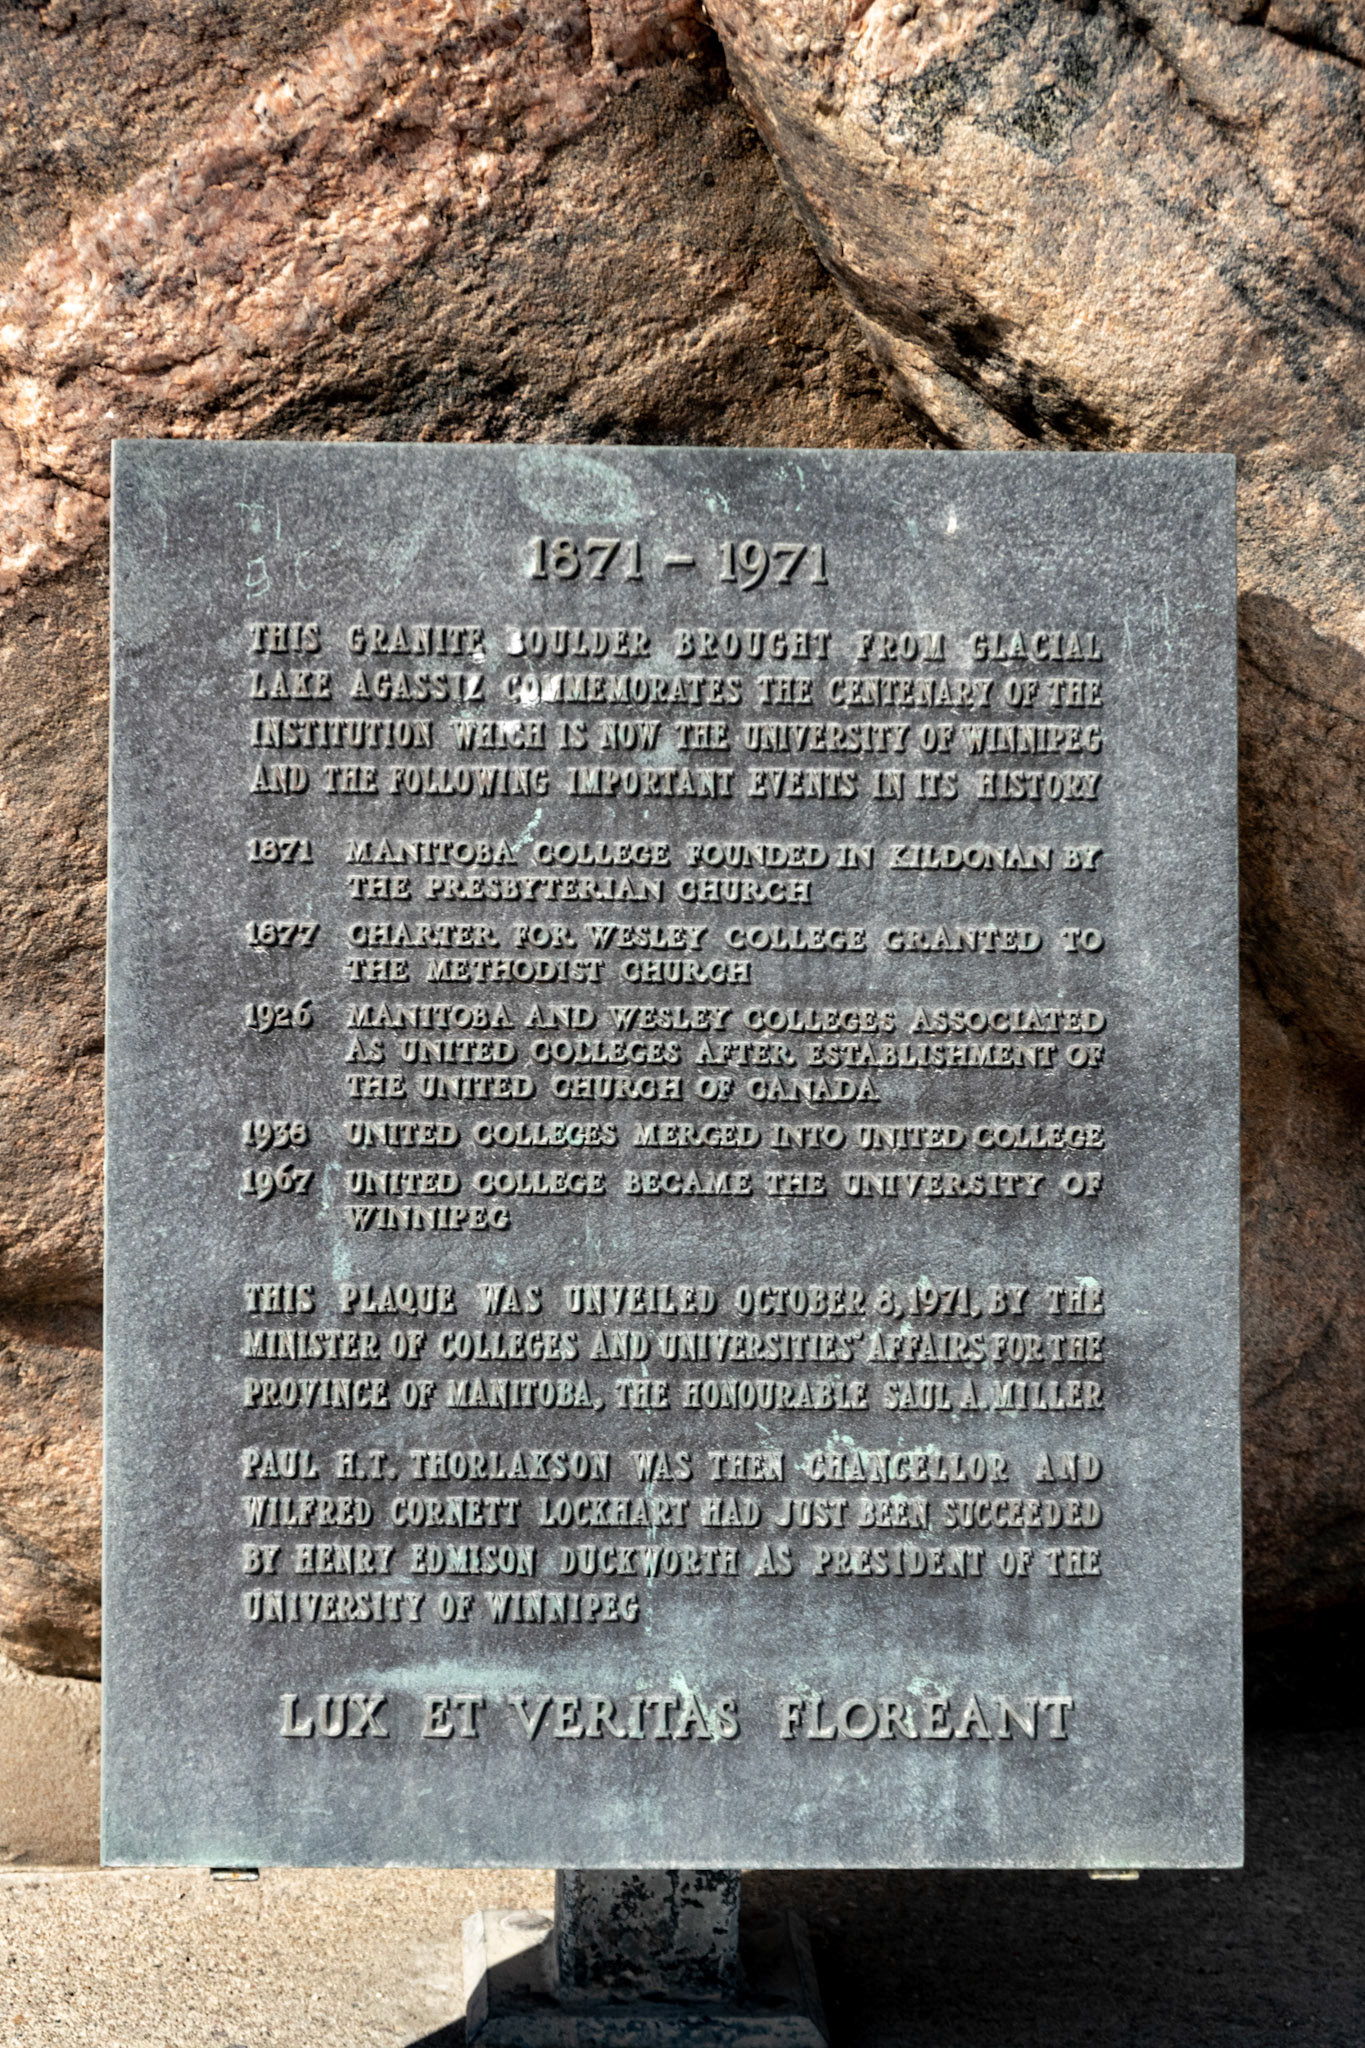 1871 – 1971
THIS GRANITE BOULDER BROUGHT FROM GLACIAL
LAKE AGASSIZ COMMEMORATES THE CENTENARY OF THE
INSTITUTION WHICH IS NOW THE UNIVERSITY OF WINNIPEG
AND THE FOLLOWING IMPORTANT EVENTS IN ITS HISTORY
1871 MANITOBA COLLEGE FOUNDED IN KILDONAN BY
THE PRESBYTERIAN CHURCH
1877 CHARTER FOR WESLEY COLLEGE GRANTED TO
THE METHODIST CHURCH
1926 MANITOBA AND WESLEY COLLEGES ASSOCIATED
AS UNITED COLLEGES AFTER ESTABLISHMENT OF
THE UNITED CHURCH OF CANADA
1938 UNITED COLLEGES MERGED INTO UNITED COLLEGE
1967 UNITED COLLEGE BECAME THE UNIVERSITY OF
WINNIPEG
THIS PLAQUE WAS UNVEILED OCTOBER 8, 1971, BY THE
MINISTER OF COLLEGES AND UNIVERSITIES' AFFAIRS FOR THE
PROVINCE OF MANITOBA, THE HONOURABLE SAUL A. MILLER
PAUL H.T. THORLAKSON WAS THEN CHANCELLOR AND
WILFRED CORNETT LOCKHART HAD JUST BEEN SUCCEEDED
BY HENRY EDMISON DUCKWORTH AS PRESIDENT OF THE
UNIVERSITY OF WINNIPEG
LUX ET VERITAS FLOREANT